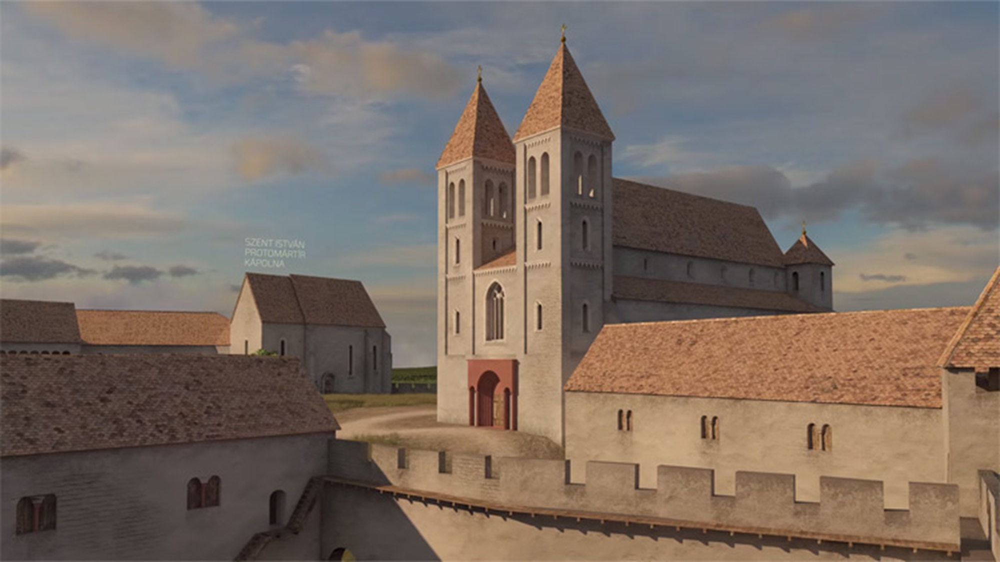 SZENT ISTVÁN
PROTOMÁRTÍR
KÁPOLNA